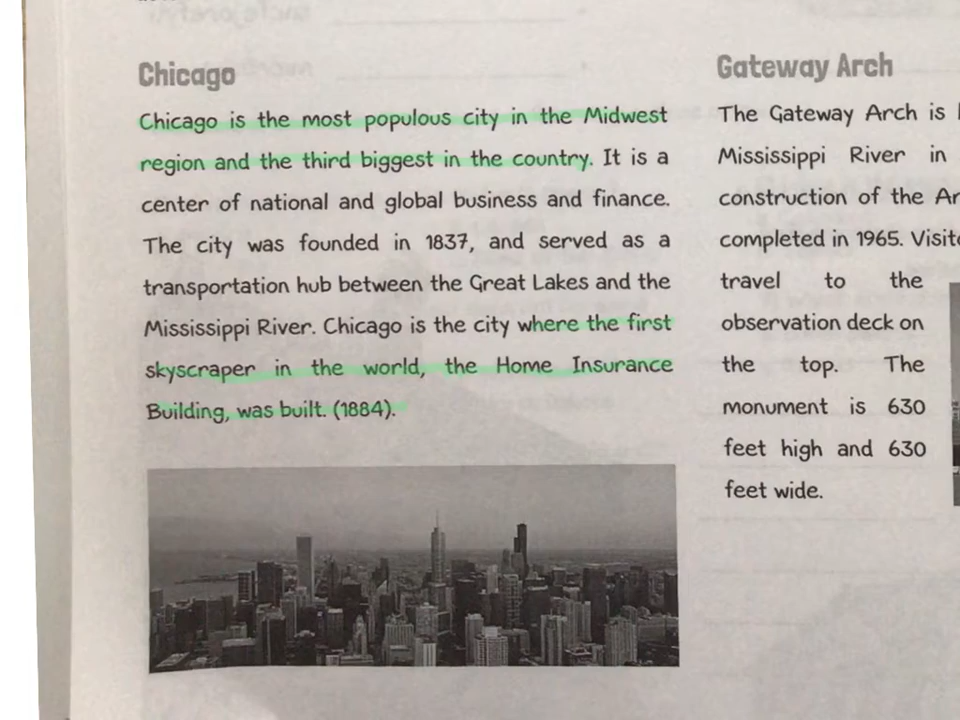 Chicago
Chicago is the most populous city in the Midwest
region and the third biggest in the country. It is a
center of national and global business and finance.
The city was founded in 1837, and served as a
transportation hub between the Great Lakes and the
Mississippi River. Chicago is the city where the first
skyscraper in the world, the Home Insurance
Building, was built. (1884).
Gateway Arch
The Gateway Arch is
Mississippi River in
construction of the
completed in 1965.
travel to the
observation deck on
the top. The
monument is 630
feet high and 630
feet wide.